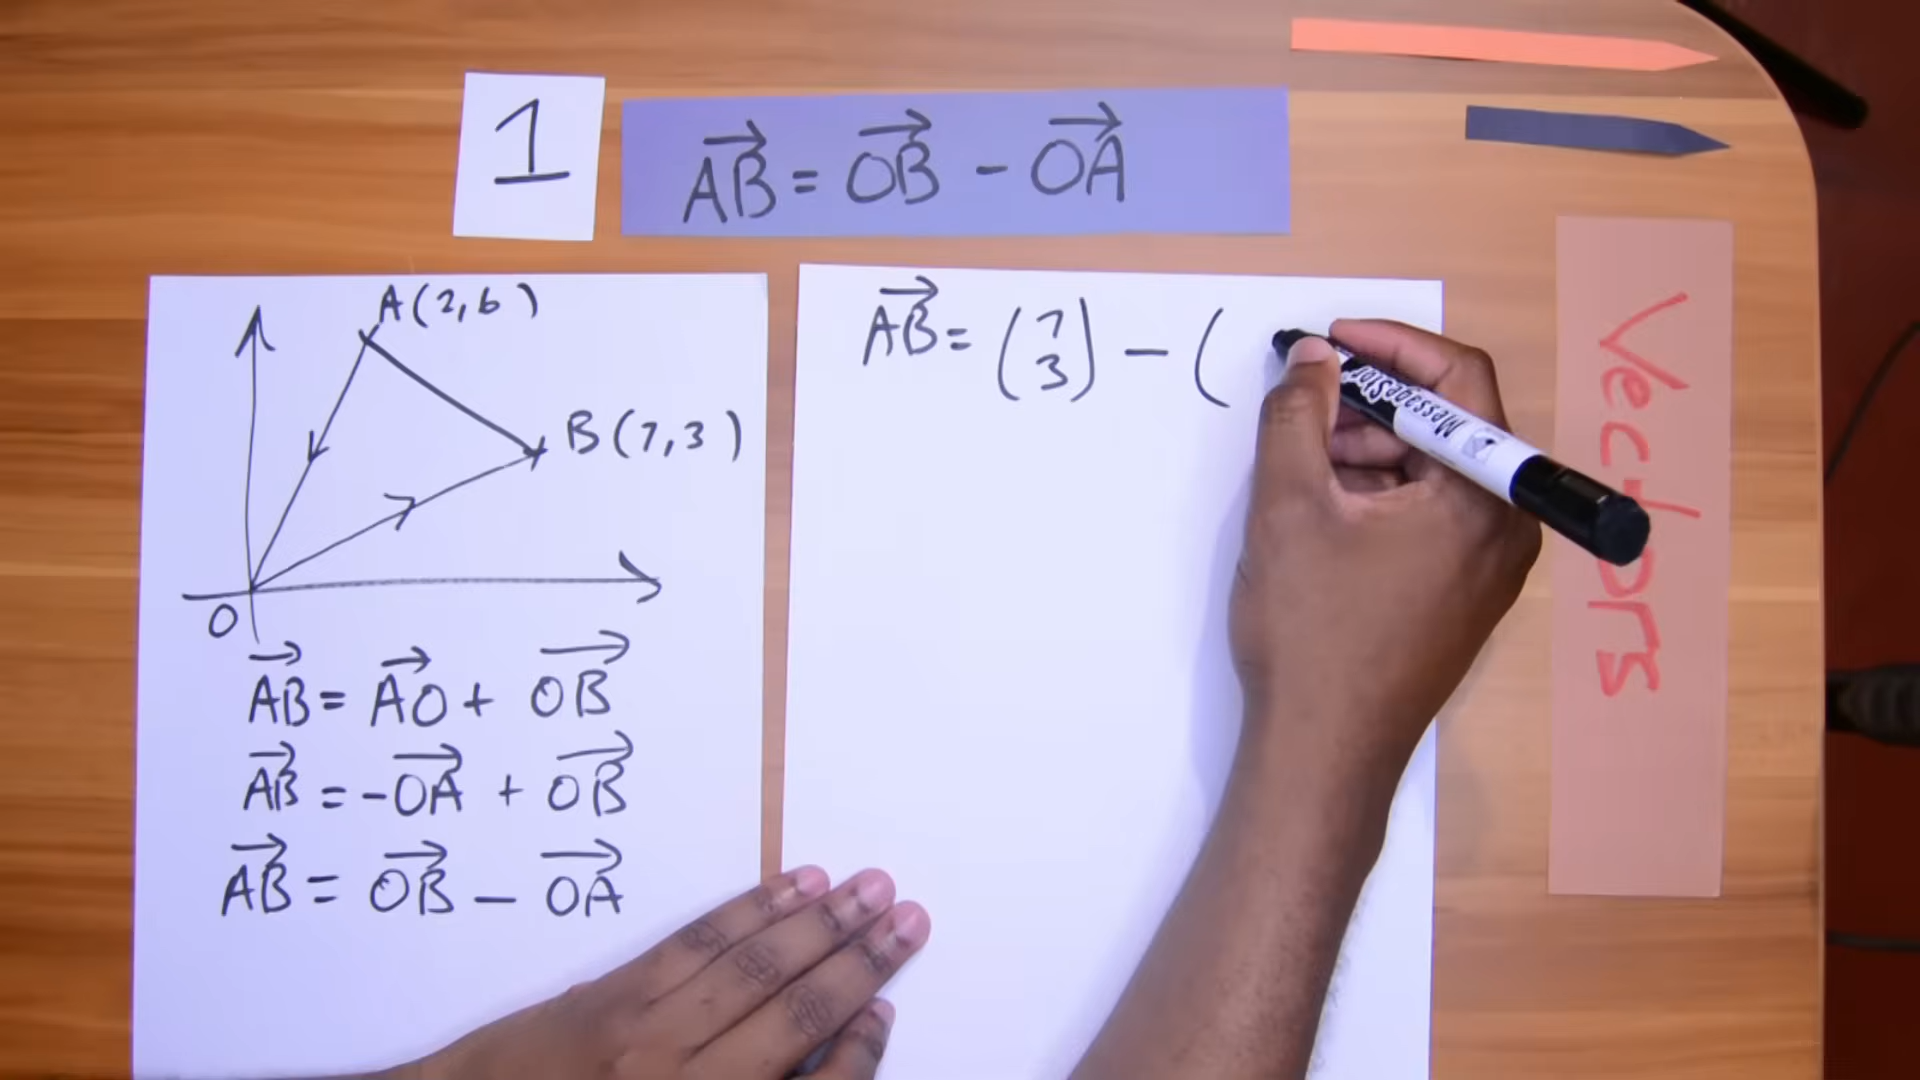 1
→AB = →OB - →OA
A(2,6)
B(7,3)
O
→AB = →AO + →OB
→AB = -→OA + →OB
→AB = →OB - →OA
→AB = (7 3) - (
MessageStor
Vectors